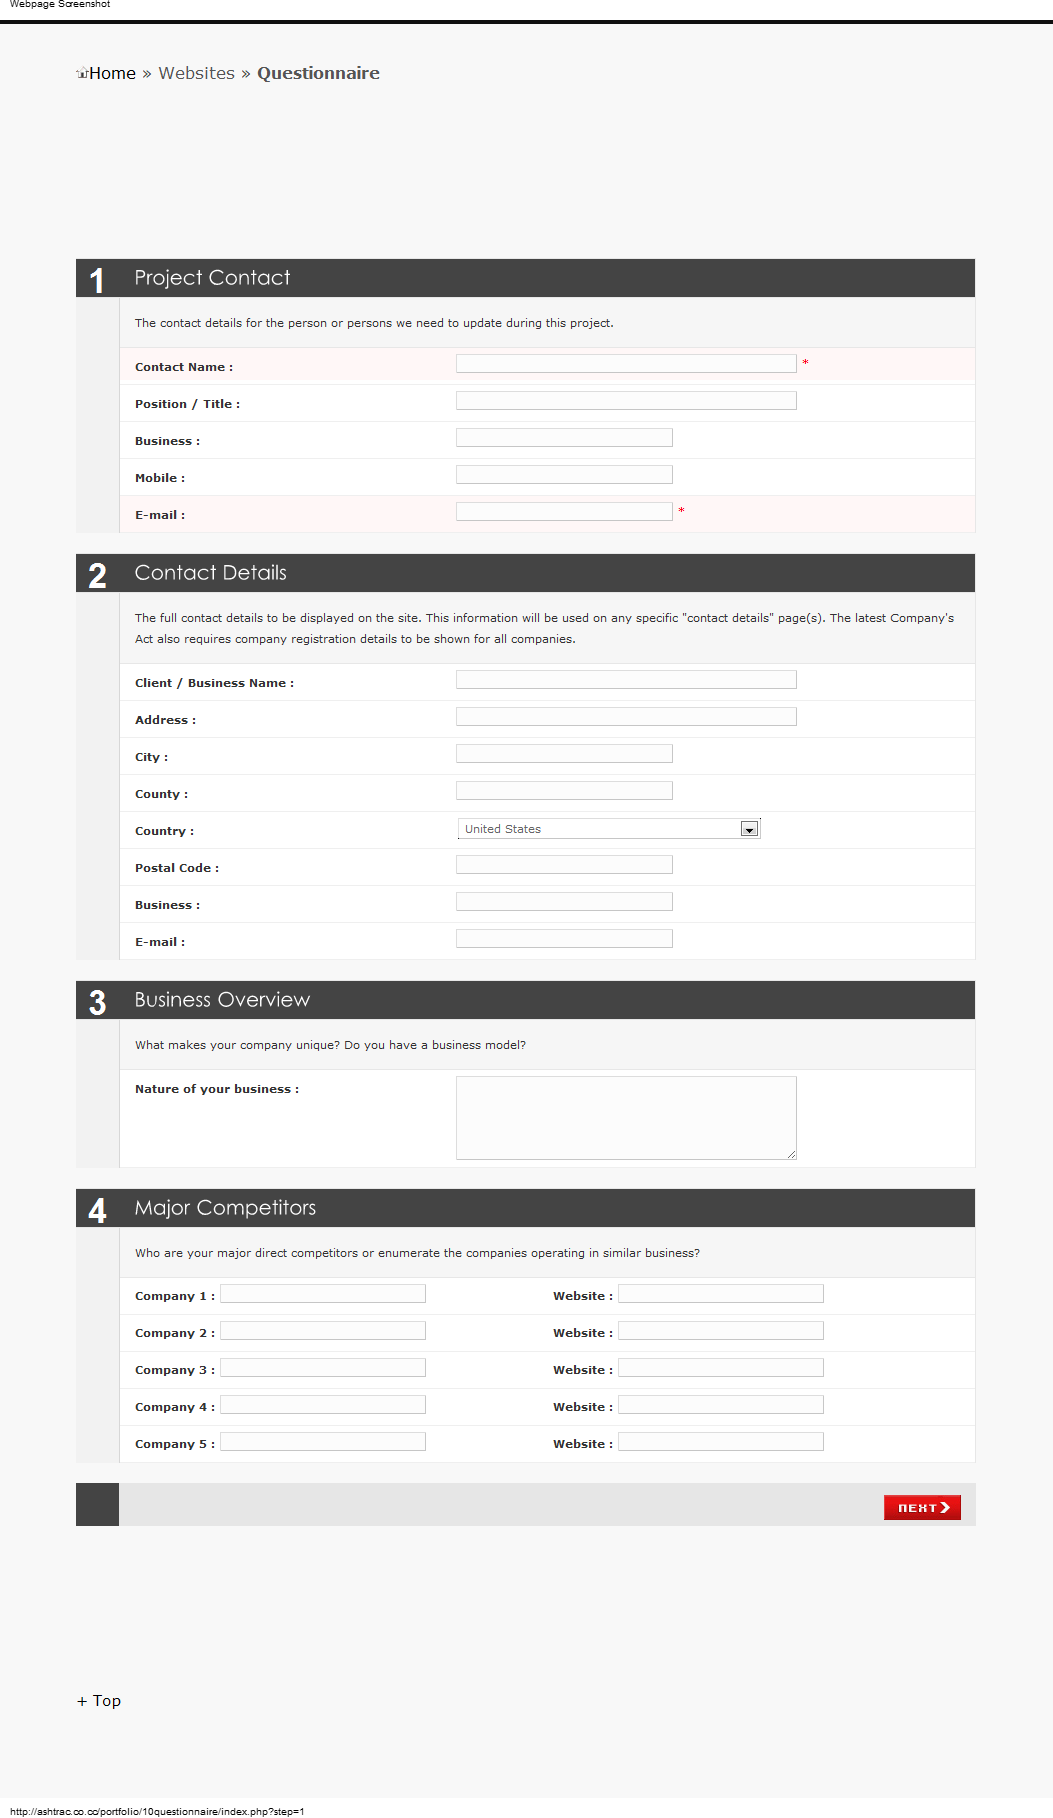 Webpage Screenshot
Home » Websites » Questionnaire
1 Project Contact
The contact details for the person or persons we need to update during this project.
Contact Name : *
Position / Title :
Business :
Mobile :
E-mail : *
2 Contact Details
The full contact details to be displayed on the site. This information will be used on any specific "contact details" page(s). The latest Company's
Act also requires company registration details to be shown for all companies.
Client / Business Name :
Address :
City :
County :
Country : United States
Postal Code :
Business :
E-mail :
3 Business Overview
What makes your company unique? Do you have a business model?
Nature of your business :
4 Major Competitors
Who are your major direct competitors or enumerate the companies operating in similar business?
Company 1 : Website :
Company 2 : Website :
Company 3 : Website :
Company 4 : Website :
Company 5 : Website :
NEXT
+ Top
http://ashtrac.co.cc/portfolio/10questionnaire/index.php?step=1